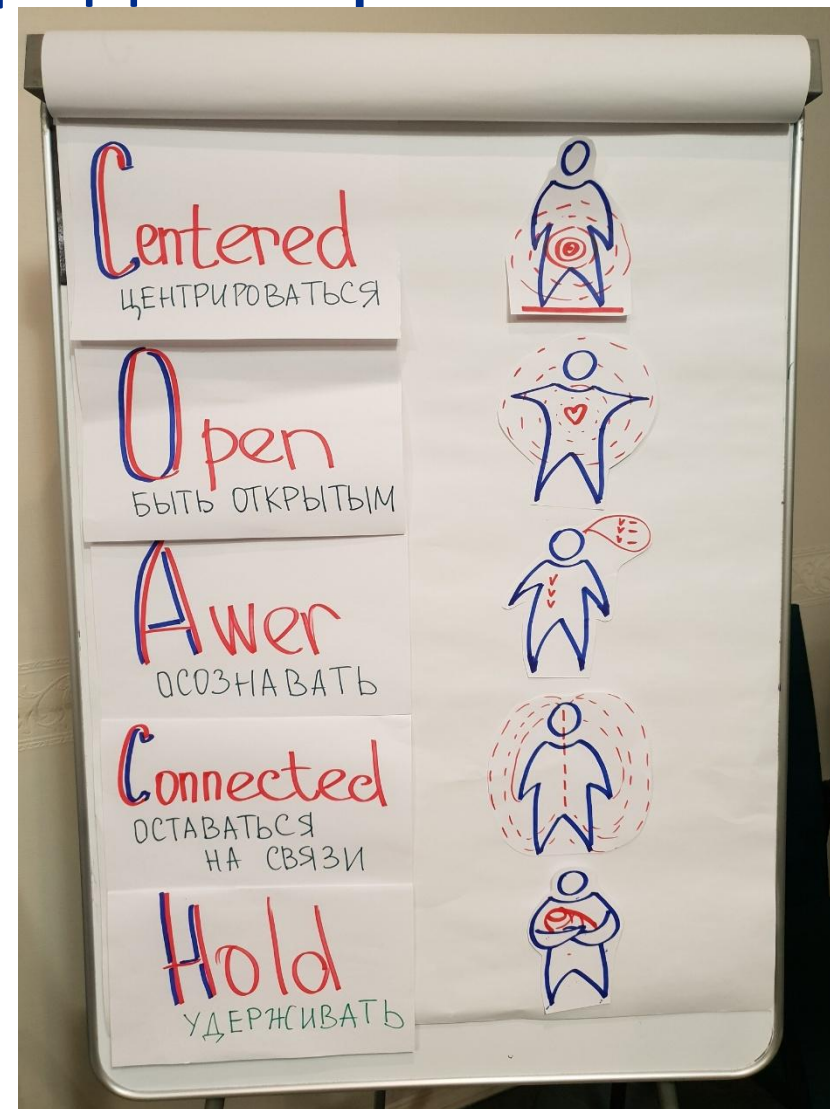 Centered
ЦЕНТРИРОВАТЬСЯ
Open
БЫТЬ ОТКРЫТЫМ
Awer
ОСОЗНАВАТЬ
Connected
ОСТАВАТЬСЯ
НА СВЯЗИ
Hold
УДЕРЖИВАТЬ